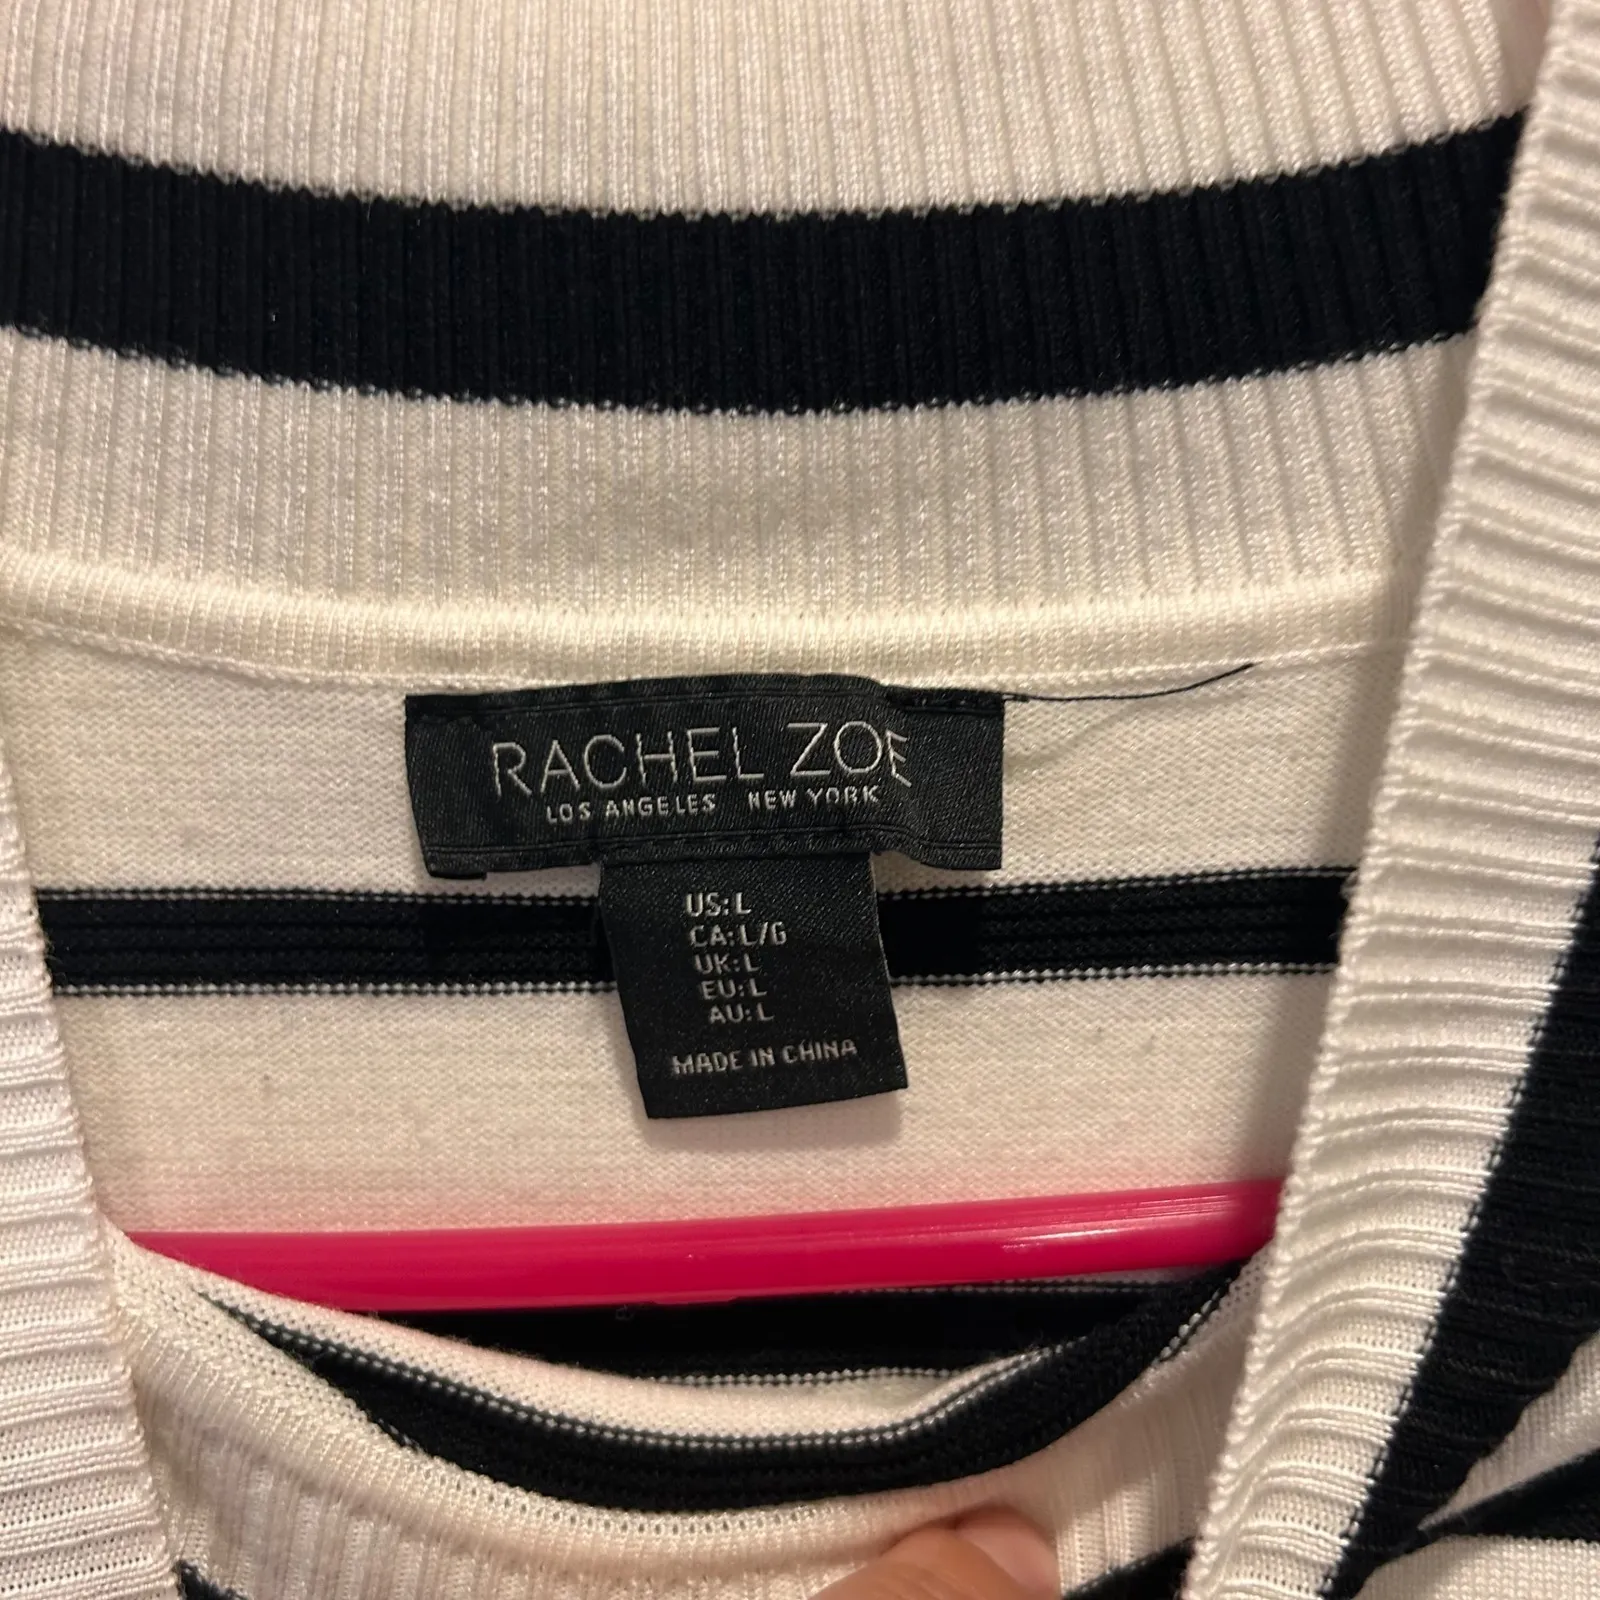 RACHEL ZOE
LOS ANGELES NEW YORK
US: L
CA: L/G
UK: L
EU: L
AU: L
MADE IN CHINA